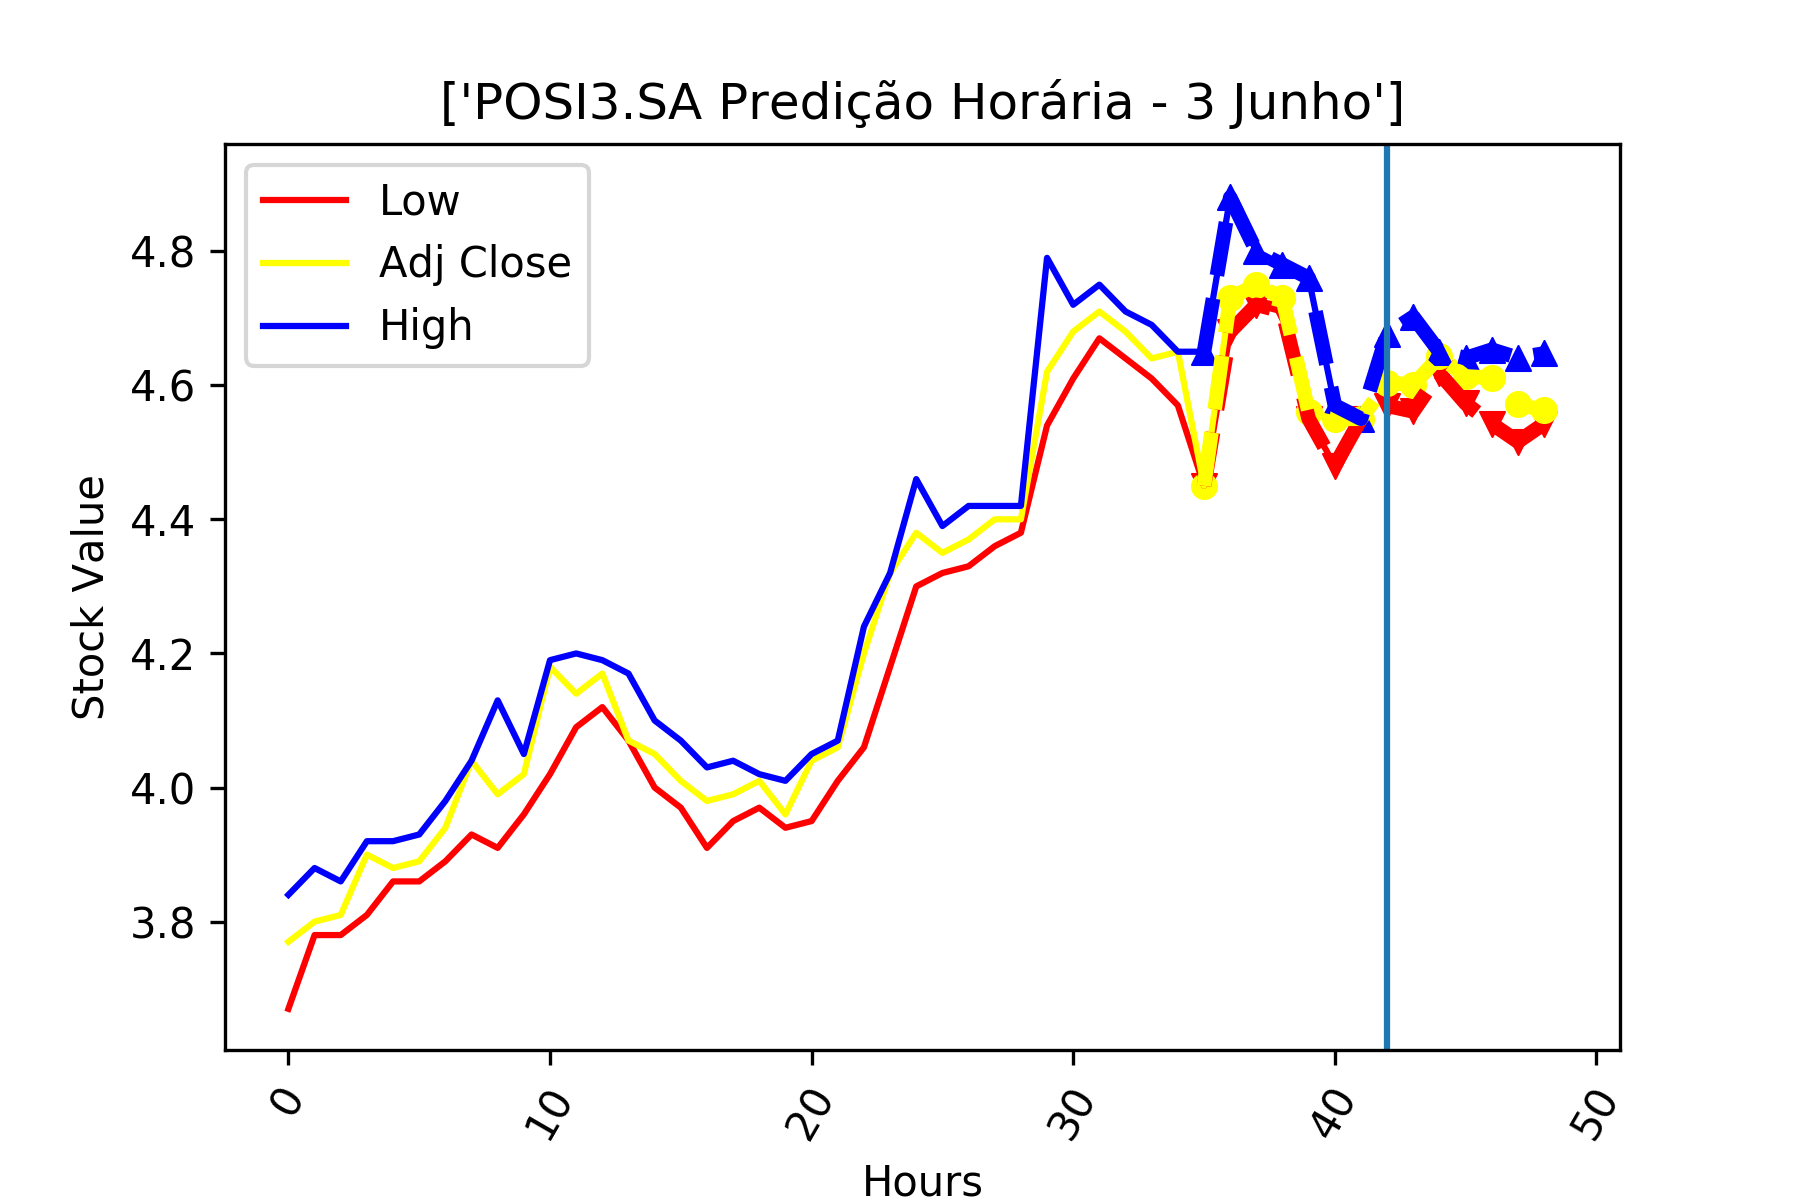 ['POSI3.SA Predição Horária - 3 Junho']
Low
Adj Close
High
4.8
4.6
4.4
4.2
4.0
3.8
Stock Value
0
10
20
30
40
50
Hours